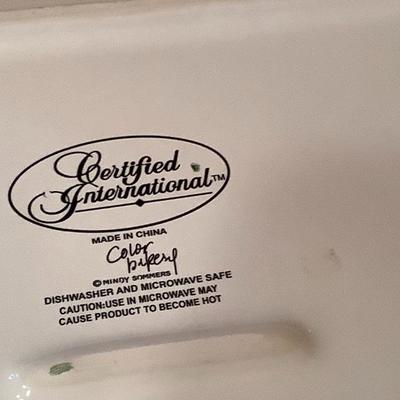 Certified
International™
MADE IN CHINA
Color
Bakery
© MINDY SOMMERS
DISHWASHER AND MICROWAVE SAFE
CAUTION:USE IN MICROWAVE MAY
CAUSE PRODUCT TO BECOME HOT